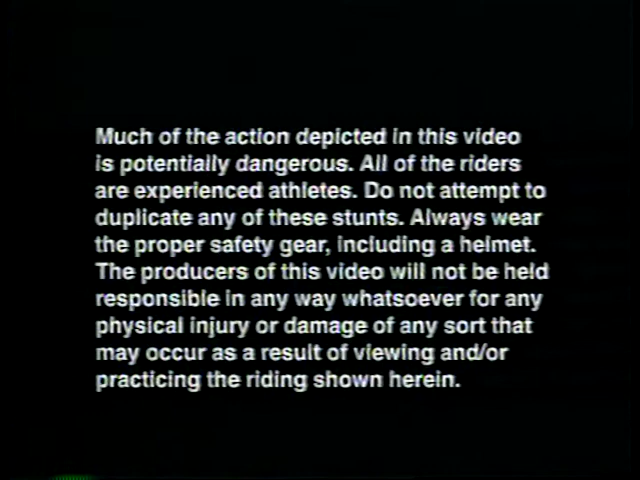 Much of the action depicted in this video
is potentially dangerous. All of the riders
are experienced athletes. Do not attempt to
duplicate any of these stunts. Always wear
the proper safety gear, including a helmet.
The producers of this video will not be held
responsible in any way whatsoever for any
physical injury or damage of any sort that
may occur as a result of viewing and/or
practicing the riding shown herein.